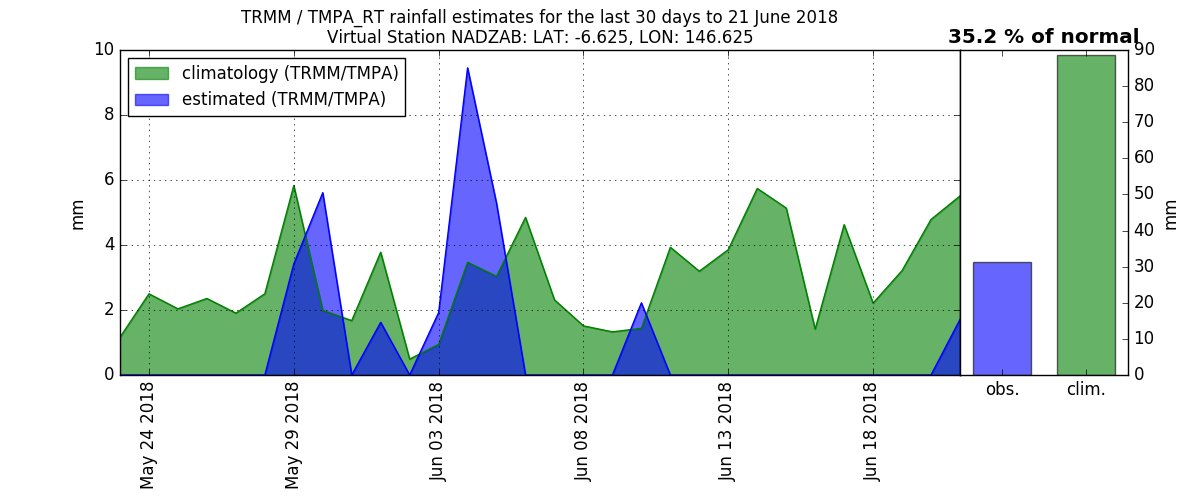 TRMM / TMPA_RT rainfall estimates for the last 30 days to 21 June 2018
Virtual Station NADZAB: LAT: -6.625, LON: 146.625
35.2 % of normal
climatology (TRMM/TMPA)
estimated (TRMM/TMPA)
10
8
6
4
2
0
mm
May 24 2018
May 29 2018
Jun 03 2018
Jun 08 2018
Jun 13 2018
Jun 18 2018
obs.
clim.
90
80
70
60
50
40
30
20
10
0
mm